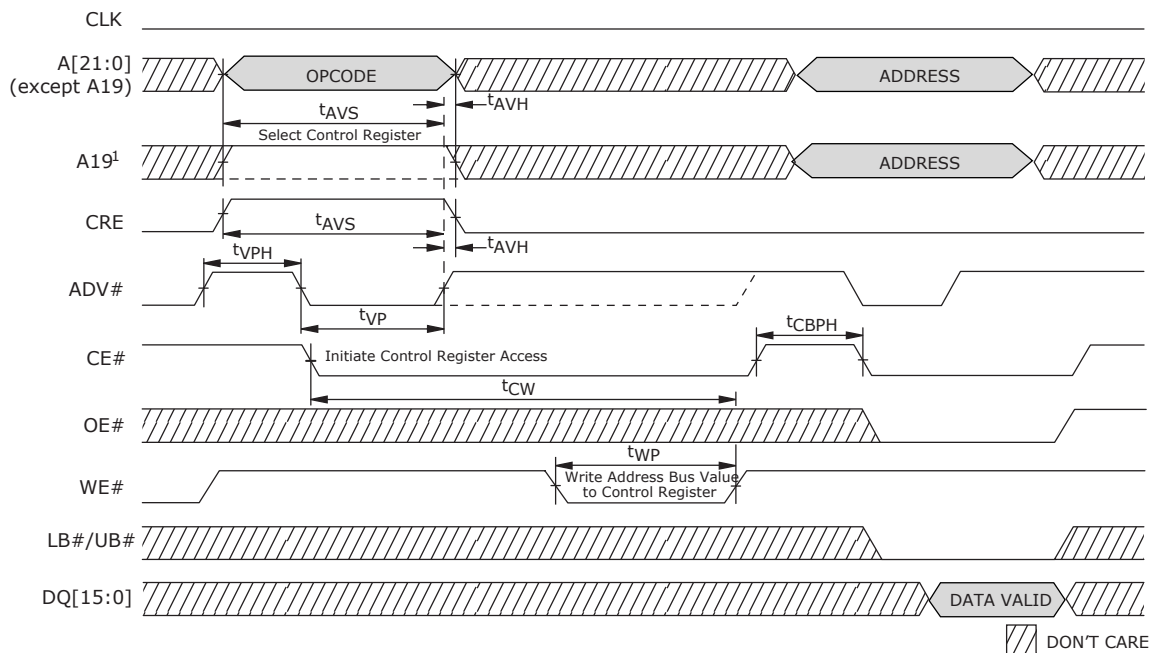 CLK
A[21:0]
(except A19)
OPCODE
ADDRESS
tAVH
tAVS
Select Control Register
A19¹
ADDRESS
CRE
tAVS
tAVH
tVPH
ADV#
tVP
tCBPH
CE#
Initiate Control Register Access
tCW
OE#
tWP
WE#
Write Address Bus Value
to Control Register
LB#/UB#
DQ[15:0]
DATA VALID
DON'T CARE